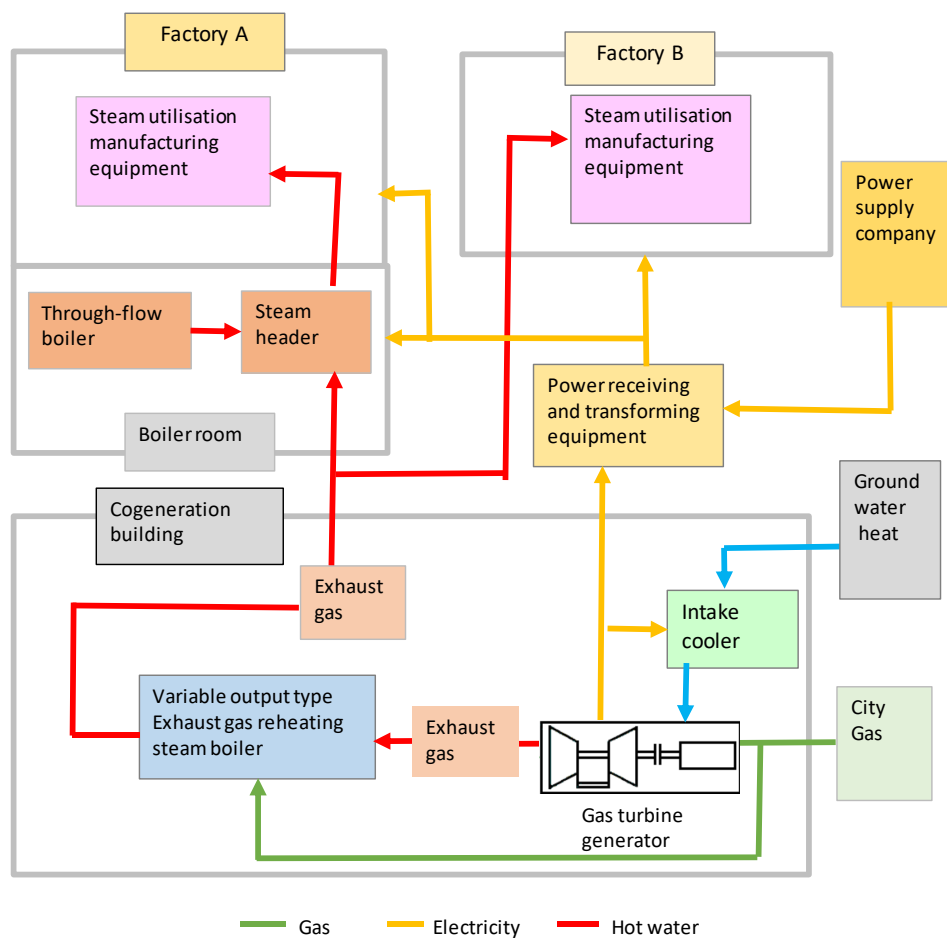 Factory A
Factory B
Steam utilisation
manufacturing
equipment
Steam utilisation
manufacturing
equipment
Power
supply
company
Through-flow
boiler
Steam
header
Power receiving
and transforming
equipment
Boiler room
Ground
water
heat
Cogeneration
building
Exhaust
gas
Intake
cooler
Variable output type
Exhaust gas reheating
steam boiler
Exhaust
gas
City
Gas
Gas turbine
generator
Gas
Electricity
Hot water